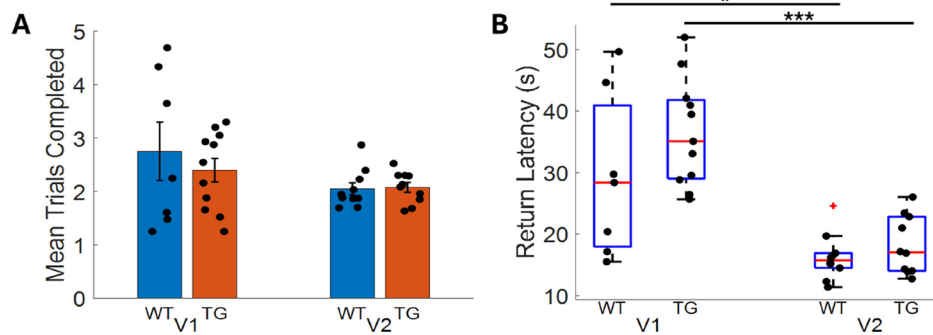 A
Mean Trials Completed
5
4
3
2
1
0
WT TG WT TG
V1 V2
B
***
Return Latency (s)
50
40
30
20
10
WT TG WT TG
V1 V2